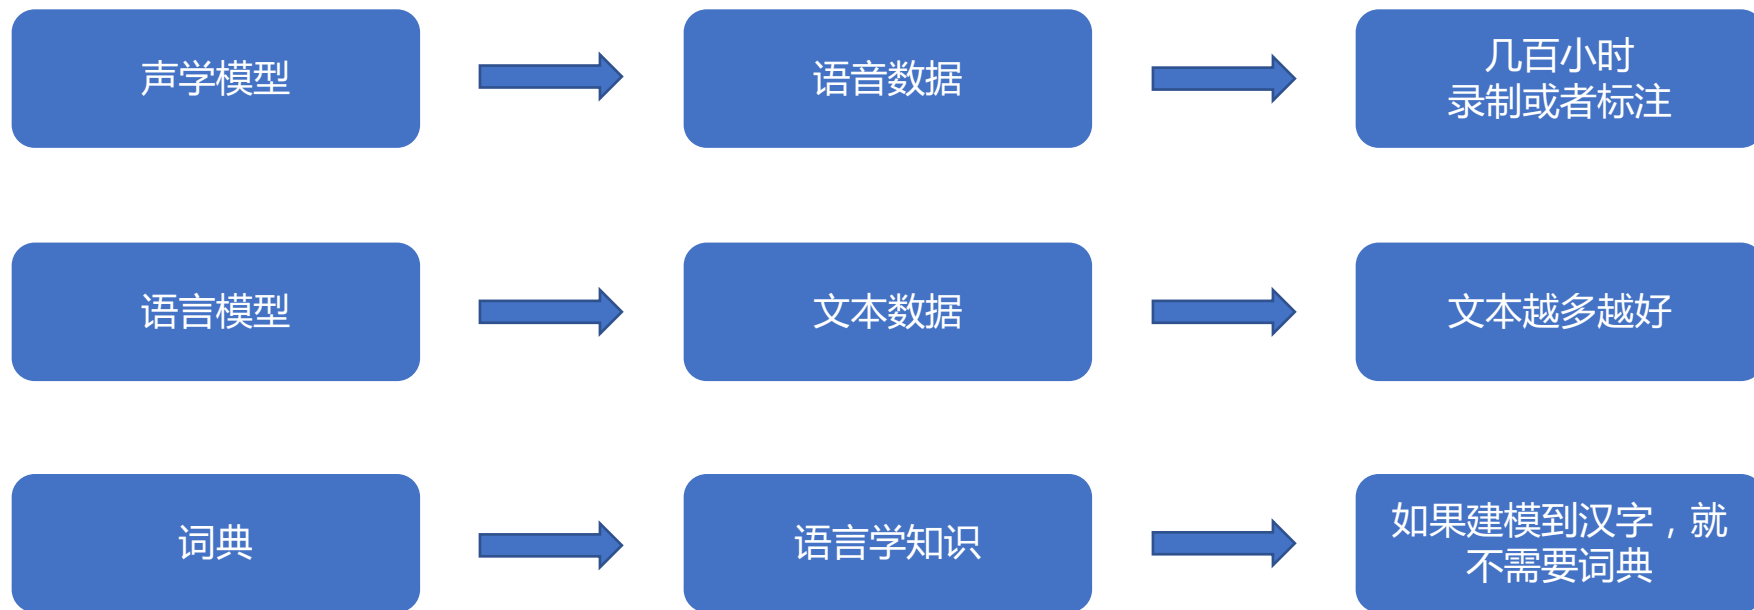 声学模型
语音数据
几百小时
录制或者标注
语言模型
文本数据
文本越多越好
词典
语言学知识
如果建模到汉字，就
不需要词典